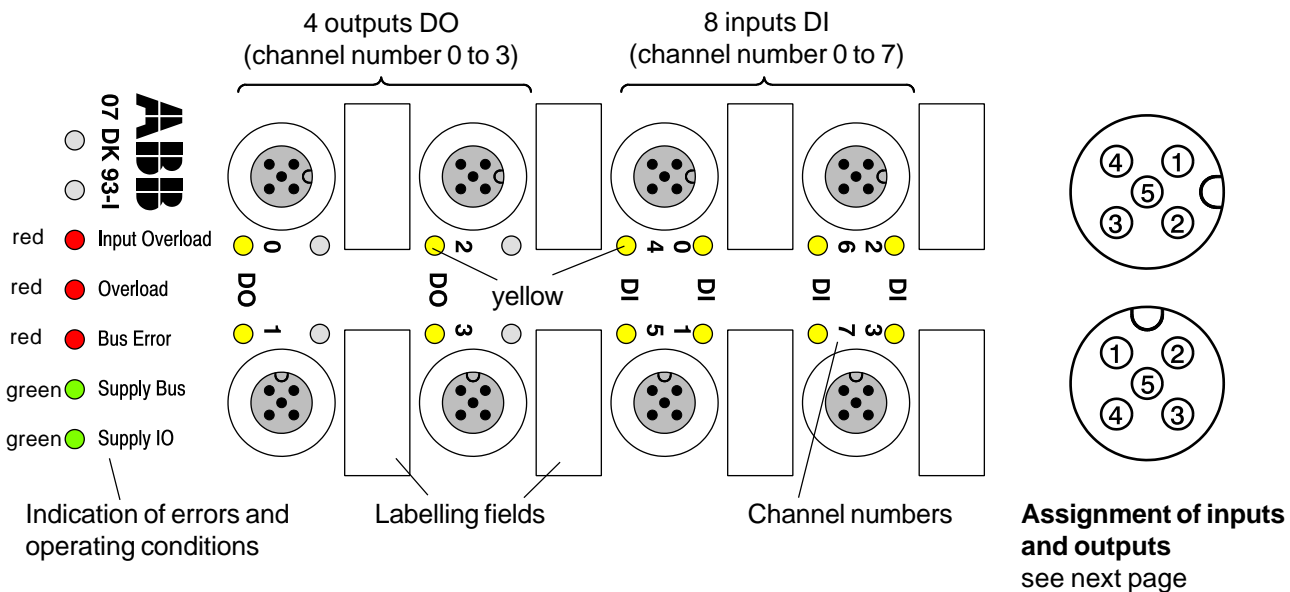 4 outputs DO
(channel number 0 to 3)
8 inputs DI
(channel number 0 to 7)
ABB
07 DK 93-I
red Input Overload
red Overload
red Bus Error
green Supply Bus
green Supply IO
0 2 4 0 6 2
DO DO DI DI DI DI
yellow
1 3 5 1 7 3
4 1
5
3 2
1 2
5
4 3
Indication of errors and
operating conditions
Labelling fields
Channel numbers
Assignment of inputs
and outputs
see next page